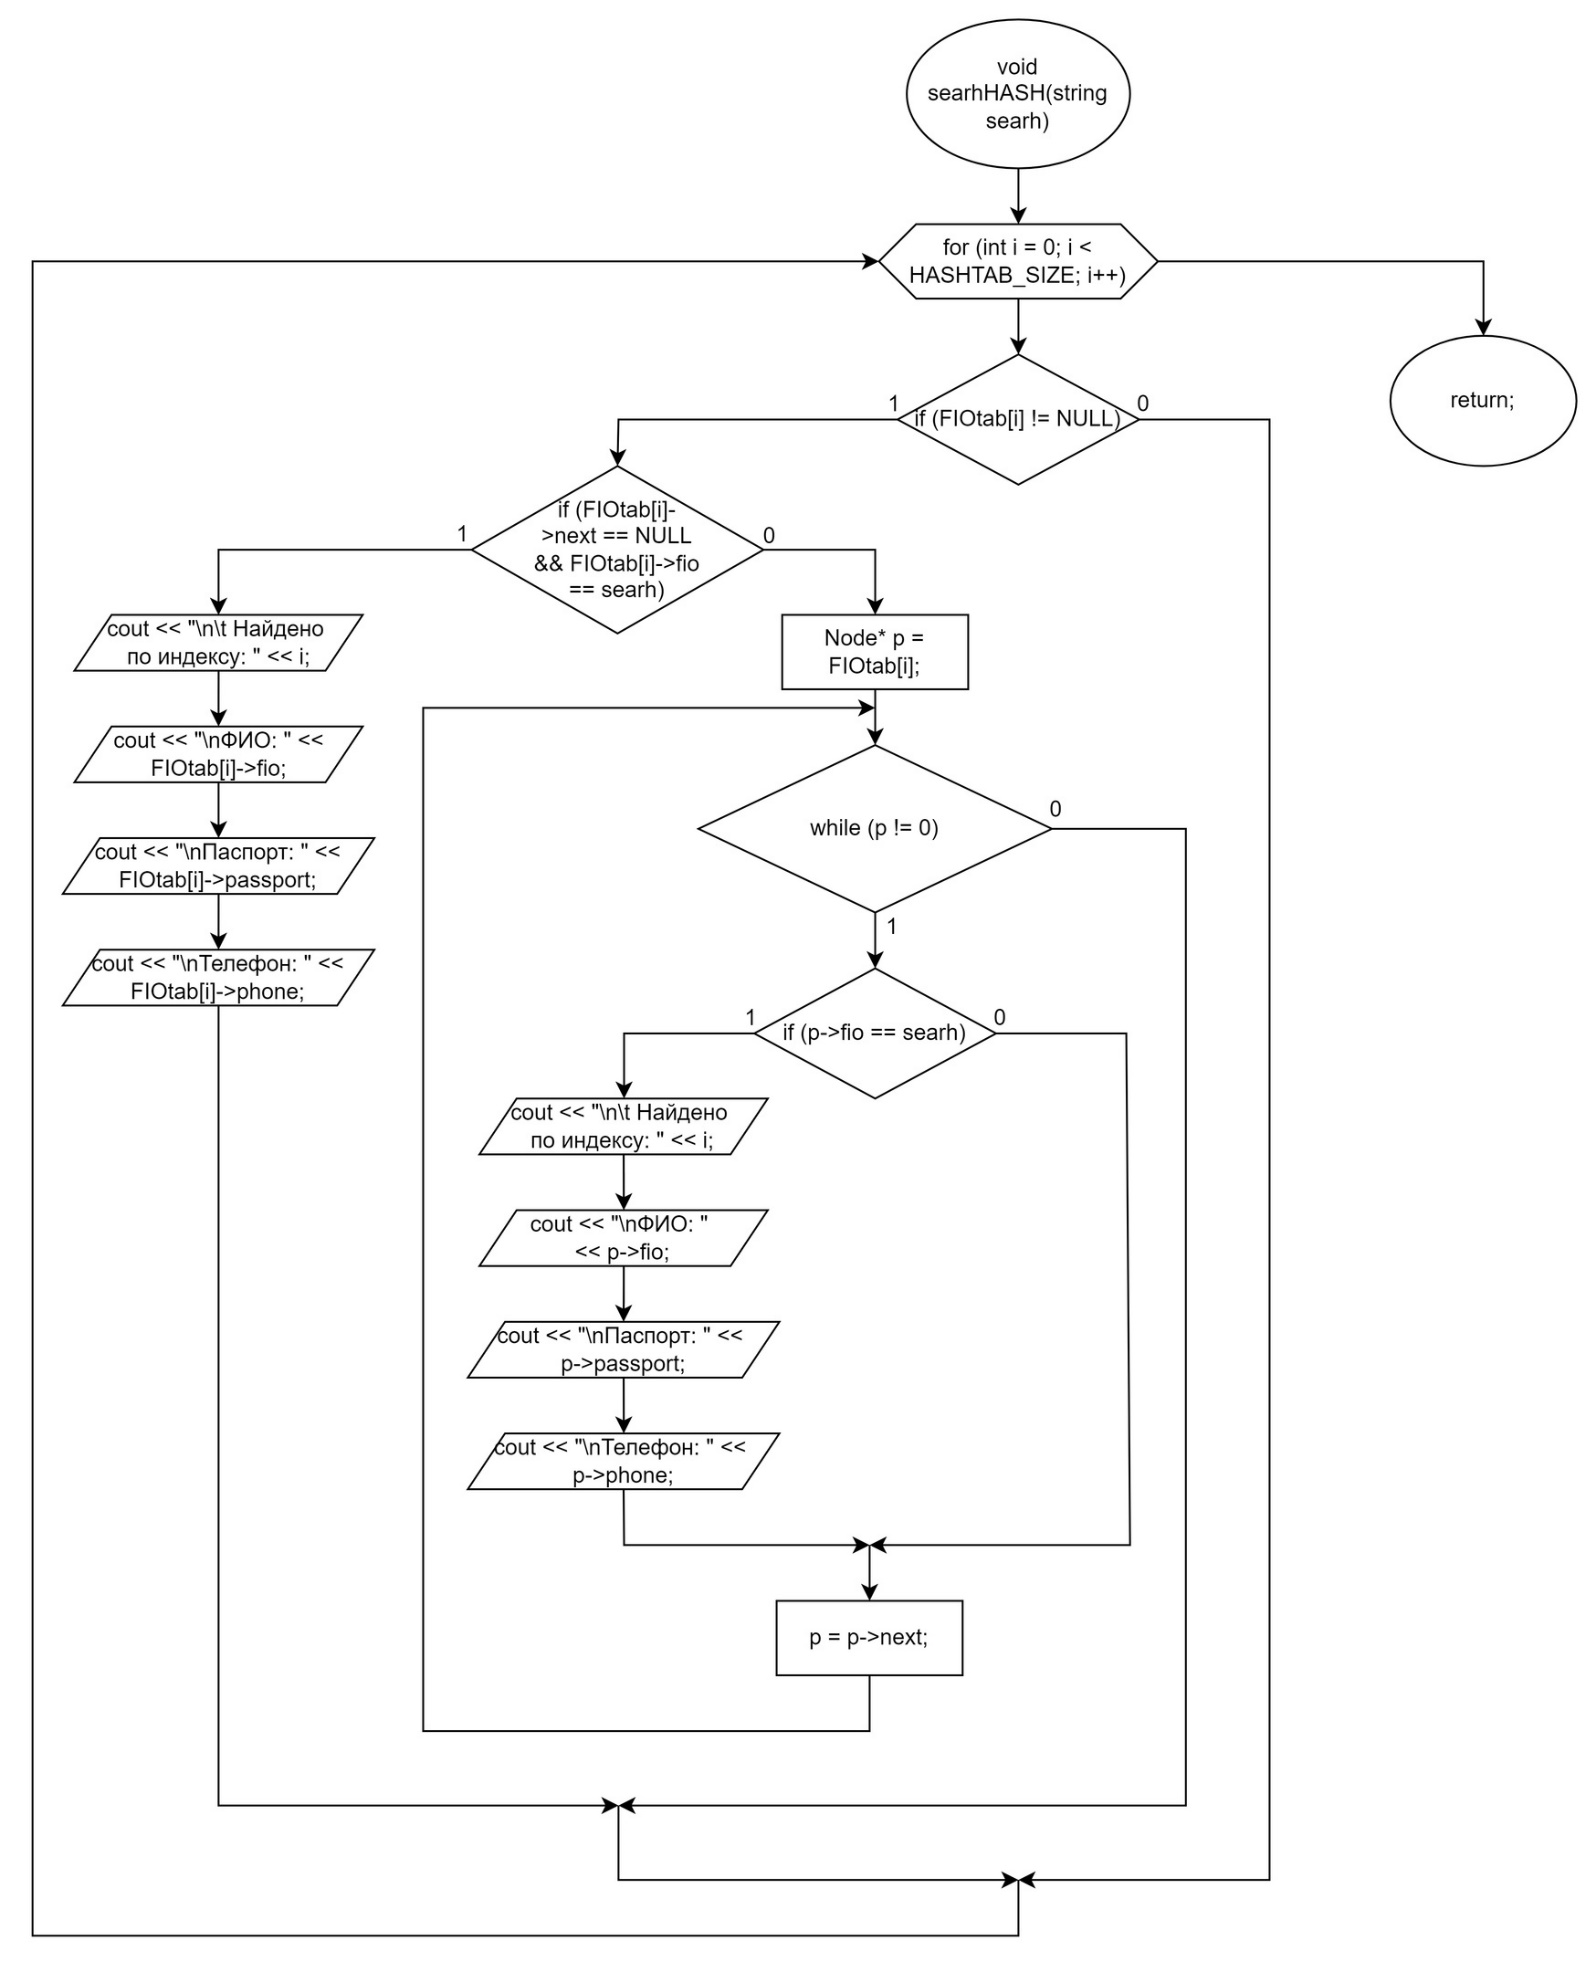 void
searhHASH(string
searh)
for (int i = 0; i <
HASHTAB_SIZE; i++)
return;
1
if (FIOtab[i] != NULL)
0
1
if (FIOtab[i]-
>next == NULL
&& FIOtab[i]->fio
== searh)
0
cout << "\n\t Найдено
по индексу: " << i;
cout << "\nФИО: " <<
FIOtab[i]->fio;
cout << "\nПаспорт: " <<
FIOtab[i]->passport;
cout << "\nТелефон: " <<
FIOtab[i]->phone;
Node* p =
FIOtab[i];
while (p != 0)
0
1
1
if (p->fio == searh)
0
cout << "\n\t Найдено
по индексу: " << i;
cout << "\nФИО: "
<< p->fio;
cout << "\nПаспорт: " <<
p->passport;
cout << "\nТелефон: " <<
p->phone;
p = p->next;